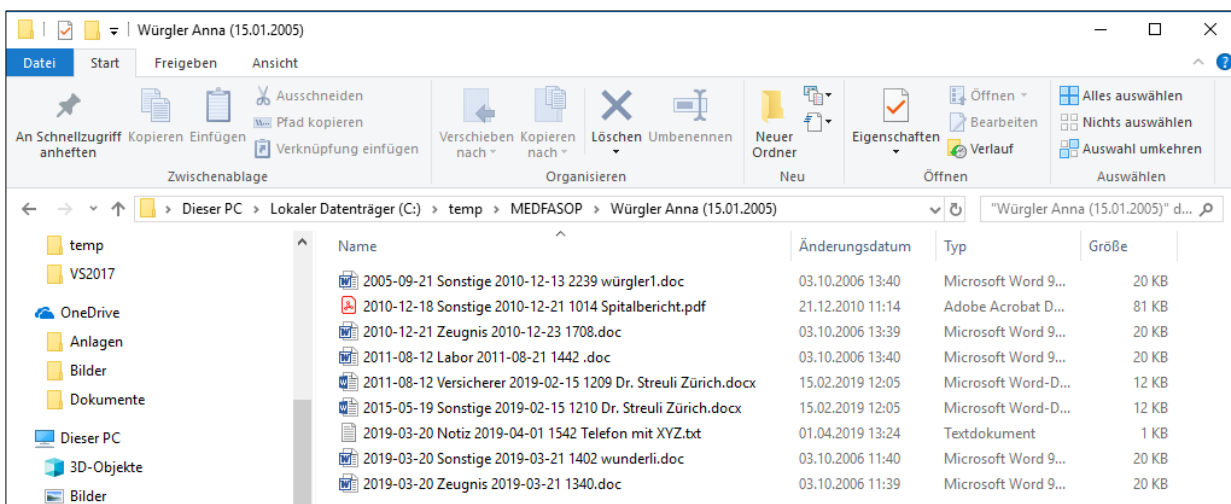 Würgler Anna (15.01.2005)
Datei Start Freigeben Ansicht
An Schnellzugriff anheften
Kopieren
Einfügen
Ausschneiden
Pfad kopieren
Verknüpfung einfügen
Zwischenablage
Verschieben nach
Kopieren nach
Löschen
Umbenennen
Organisieren
Neuer Ordner
Neu
Eigenschaften
Öffnen
Bearbeiten
Verlauf
Öffnen
Alles auswählen
Nichts auswählen
Auswahl umkehren
Auswählen
Dieser PC > Lokaler Datenträger (C:) > temp > MEDFASOP > Würgler Anna (15.01.2005)
"Würgler Anna (15.01.2005)" d...
temp
VS2017
OneDrive
Anlagen
Bilder
Dokumente
Dieser PC
3D-Objekte
Bilder
Name Änderungsdatum Typ Größe
2005-09-21 Sonstige 2010-12-13 2239 würgler1.doc 03.10.2006 13:40 Microsoft Word 9... 20 KB
2010-12-18 Sonstige 2010-12-21 1014 Spitalbericht.pdf 21.12.2010 11:14 Adobe Acrobat D... 81 KB
2010-12-21 Zeugnis 2010-12-23 1708.doc 03.10.2006 13:39 Microsoft Word 9... 20 KB
2011-08-12 Labor 2011-08-21 1442 .doc 03.10.2006 13:40 Microsoft Word 9... 20 KB
2011-08-12 Versicherer 2019-02-15 1209 Dr. Streuli Zürich.docx 15.02.2019 12:05 Microsoft Word-D... 12 KB
2015-05-19 Sonstige 2019-02-15 1210 Dr. Streuli Zürich.docx 15.02.2019 12:05 Microsoft Word-D... 12 KB
2019-03-20 Notiz 2019-04-01 1542 Telefon mit XYZ.txt 01.04.2019 13:24 Textdokument 1 KB
2019-03-20 Sonstige 2019-03-21 1402 wunderli.doc 03.10.2006 11:40 Microsoft Word 9... 20 KB
2019-03-20 Zeugnis 2019-03-21 1340.doc 03.10.2006 11:39 Microsoft Word 9... 20 KB